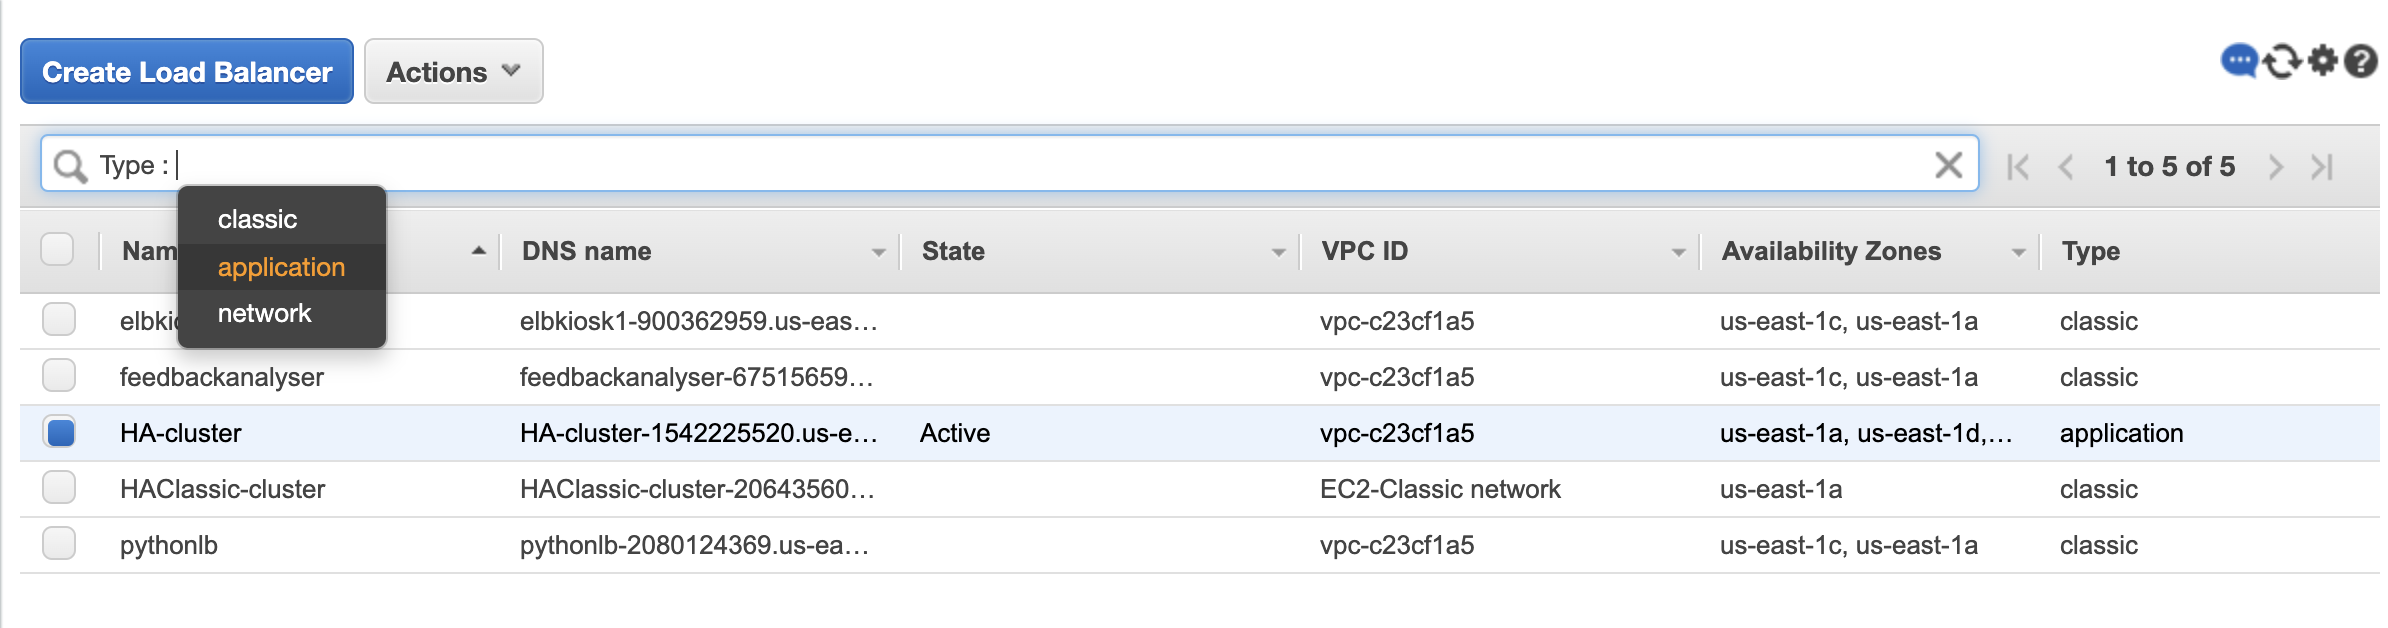 Create Load Balancer Actions
Type : 1 to 5 of 5
classic
application
network
Nam DNS name State VPC ID Availability Zones Type
elbki elbkiosk1-900362959.us-eas… vpc-c23cf1a5 us-east-1c, us-east-1a classic
feedbackanalyser feedbackanalyser-67515659… vpc-c23cf1a5 us-east-1c, us-east-1a classic
HA-cluster HA-cluster-1542225520.us-e… Active vpc-c23cf1a5 us-east-1a, us-east-1d,… application
HAClassic-cluster HAClassic-cluster-20643560… EC2-Classic network us-east-1a classic
pythonlb pythonlb-2080124369.us-ea… vpc-c23cf1a5 us-east-1c, us-east-1a classic